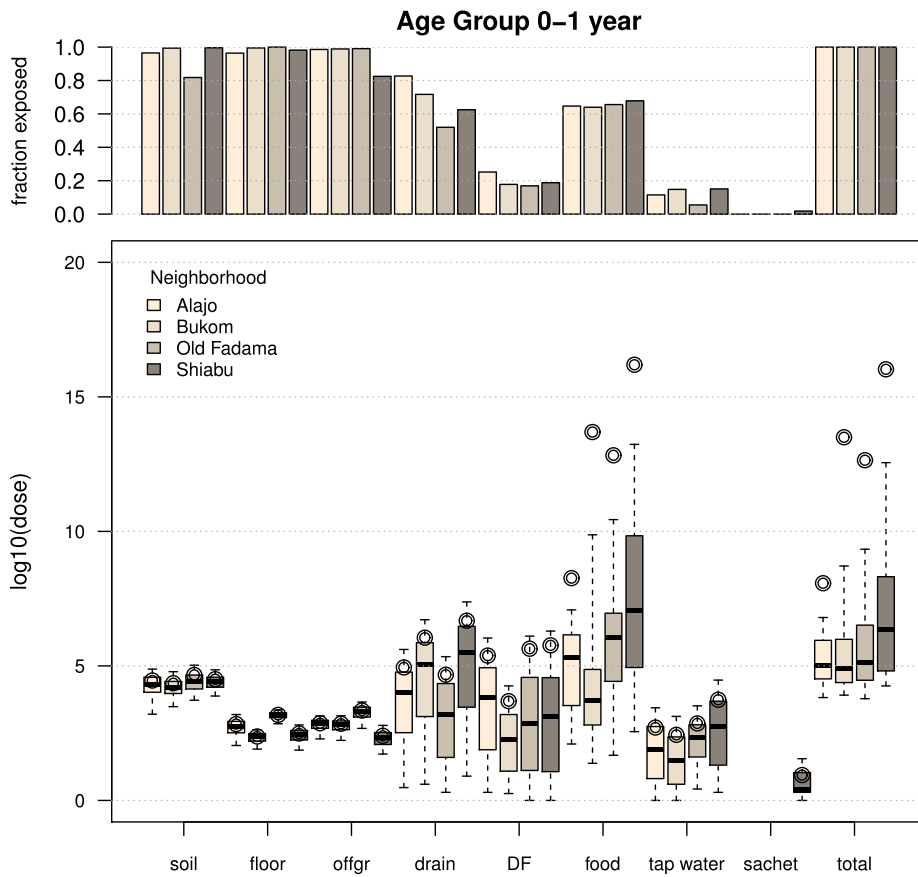 Age Group 0−1 year
fraction exposed
1.0
0.8
0.6
0.4
0.2
0.0
log10(dose)
20
15
10
5
0
Neighborhood
Alajo
Bukom
Old Fadama
Shiabu
soil floor offgr drain DF food tap water sachet total